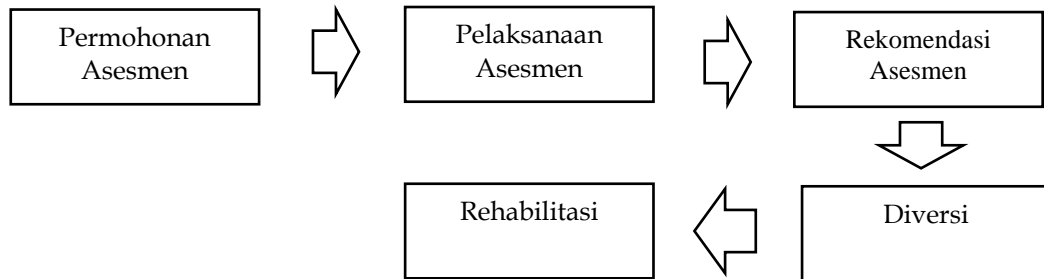 Permohonan
Asesmen
Pelaksanaan
Asesmen
Rekomendasi
Asesmen
Diversi
Rehabilitasi